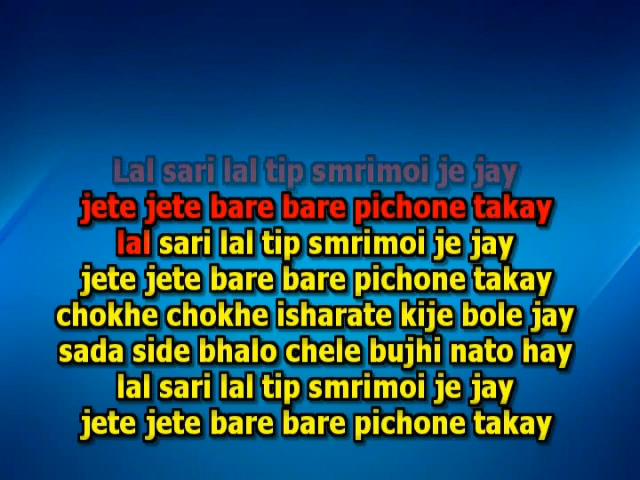 Lal sari lal tip smrimoi je jay
jete jete bare bare pichone takay
lal sari lal tip smrimoi je jay
jete jete bare bare pichone takay
chokhe chokhe isharate kije bole jay
sada side bhalo chele bujhi nato hay
lal sari lal tip smrimoi je jay
jete jete bare bare pichone takay